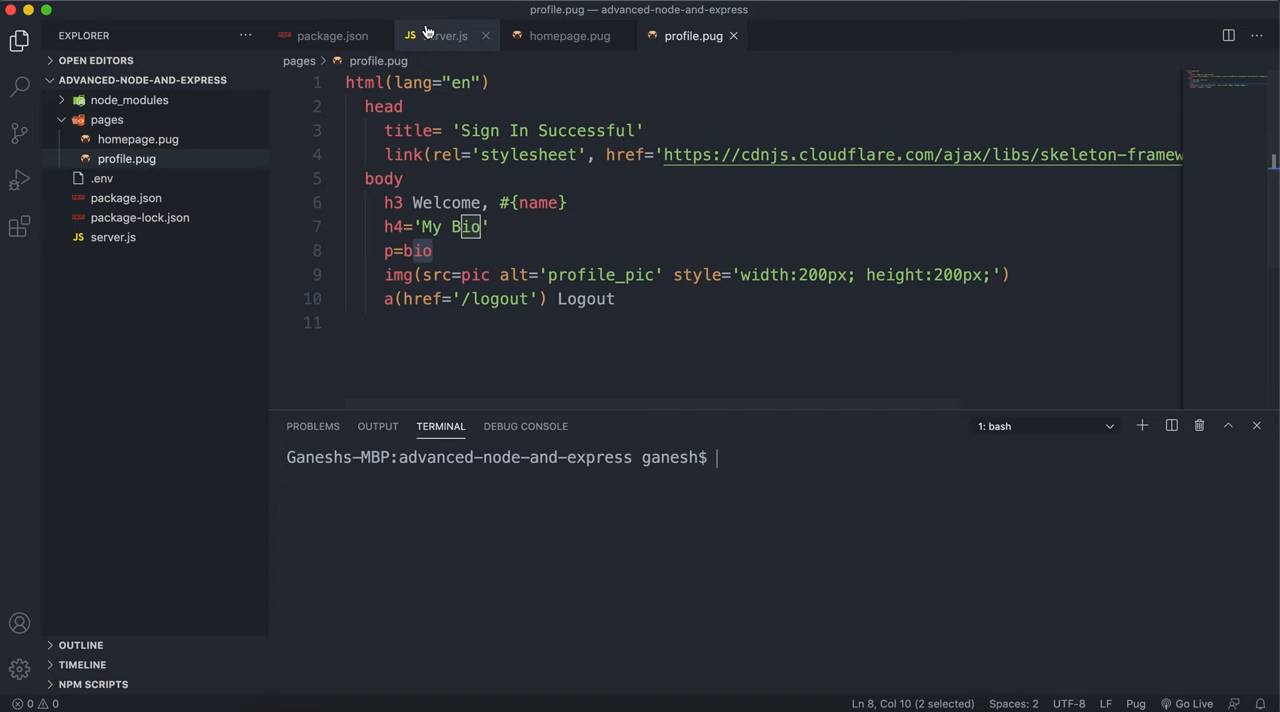 profile.pug — advanced-node-and-express
EXPLORER
package.json
JS
rver.js
homepage.pug
profile.pug
OPEN EDITORS
pages
profile.pug
ADVANCED-NODE-AND-EXPRESS
node_modules
pages
homepage.pug
profile.pug
.env
package.json
package-lock.json
JS server.js
1 html(lang="en")
2 head
3 title= 'Sign In Successful'
4 link(rel='stylesheet', href='https://cdnjs.cloudflare.com/ajax/libs/skeleton-framew
5 body
6 h3 Welcome, #{name}
7 h4='My Bio'
8 p=bio
9 img(src=pic alt='profile_pic' style='width:200px; height:200px;')
10 a(href='/logout') Logout
11
PROBLEMS
OUTPUT
TERMINAL
DEBUG CONSOLE
1: bash
Ganeshs-MBP:advanced-node-and-express ganesh$
OUTLINE
TIMELINE
NPM SCRIPTS
0 0
Ln 8, Col 10 (2 selected)
Spaces: 2
UTF-8
LF
Pug
Go Live